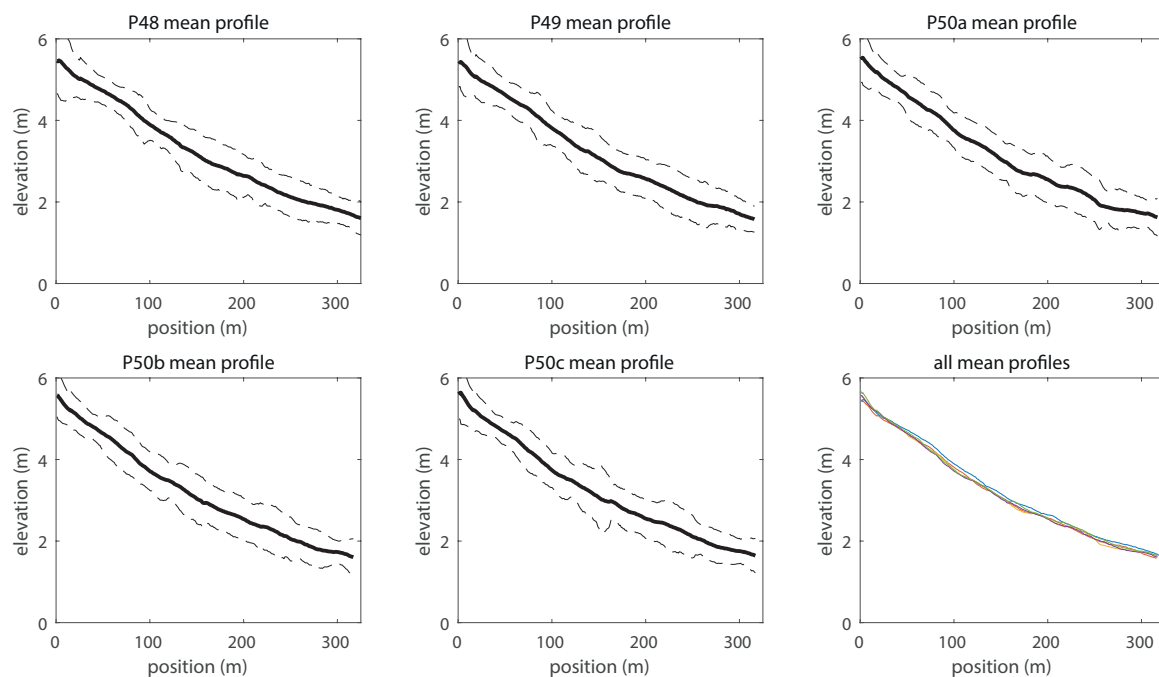 P48 mean profile
P49 mean profile
P50a mean profile
6
4
2
0
elevation (m)
0 100 200 300
position (m)
6
4
2
0
elevation (m)
0 100 200 300
position (m)
6
4
2
0
elevation (m)
0 100 200 300
position (m)
P50b mean profile
P50c mean profile
all mean profiles
6
4
2
0
elevation (m)
0 100 200 300
position (m)
6
4
2
0
elevation (m)
0 100 200 300
position (m)
6
4
2
0
elevation (m)
0 100 200 300
position (m)